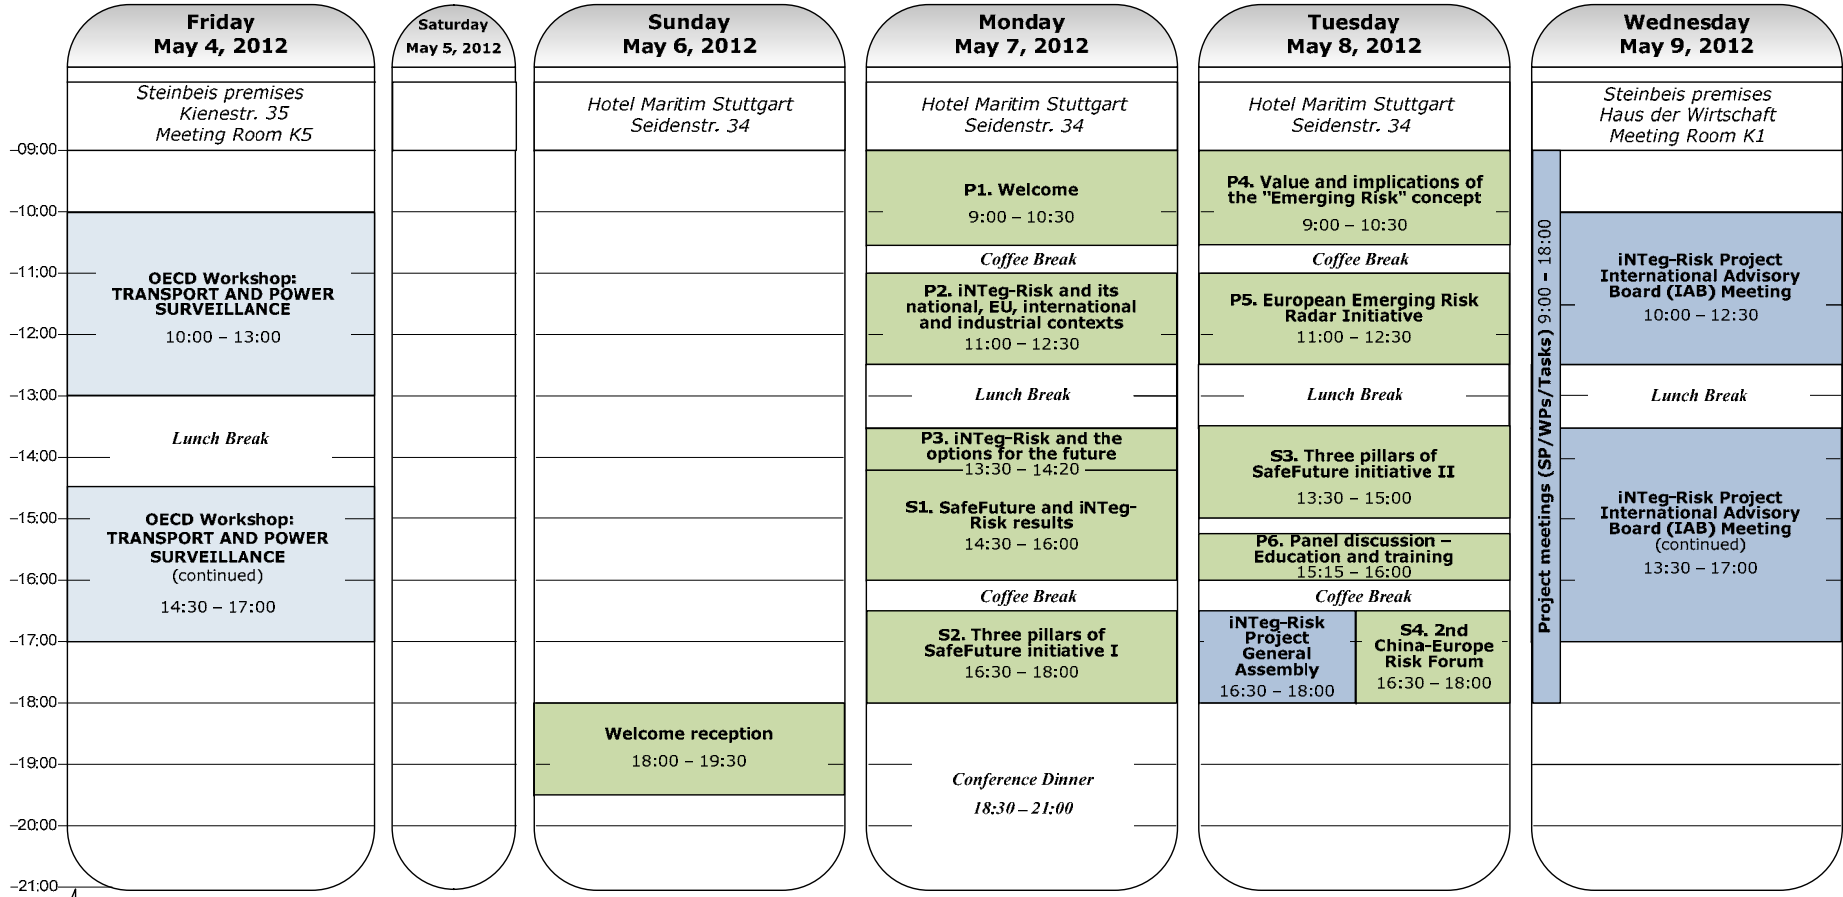 Friday
May 4, 2012
Saturday
May 5, 2012
Sunday
May 6, 2012
Monday
May 7, 2012
Tuesday
May 8, 2012
Wednesday
May 9, 2012
Steinbeis premises
Kienestr. 35
Meeting Room K5
Hotel Maritim Stuttgart
Seidenstr. 34
Hotel Maritim Stuttgart
Seidenstr. 34
Hotel Maritim Stuttgart
Seidenstr. 34
Steinbeis premises
Haus der Wirtschaft
Meeting Room K1
09:00
10:00
11:00
12:00
13:00
14:00
15:00
16:00
17:00
18:00
19:00
20:00
21:00
OECD Workshop:
TRANSPORT AND POWER
SURVEILLANCE
10:00 – 13:00
Lunch Break
OECD Workshop:
TRANSPORT AND POWER
SURVEILLANCE
(continued)
14:30 – 17:00
Welcome reception
18:00 – 19:30
P1. Welcome
9:00 – 10:30
Coffee Break
P2. iNTeg-Risk and its
national, EU, international
and industrial contexts
11:00 – 12:30
Lunch Break
P3. iNTeg-Risk and the
options for the future
13:30 – 14:20
S1. SafeFuture and iNTeg-
Risk results
14:30 – 16:00
Coffee Break
S2. Three pillars of
SafeFuture initiative I
16:30 – 18:00
Conference Dinner
18:30 – 21:00
P4. Value and implications of
the "Emerging Risk" concept
9:00 – 10:30
Coffee Break
P5. European Emerging Risk
Radar Initiative
11:00 – 12:30
Lunch Break
S3. Three pillars of
SafeFuture initiative II
13:30 – 15:00
P6. Panel discussion –
Education and training
15:15 – 16:00
Coffee Break
iNTeg-Risk
Project
General
Assembly
16:30 – 18:00
S4. 2nd
China-Europe
Risk Forum
16:30 – 18:00
Project meetings (SP/WPs/Tasks) 9:00 – 18:00
iNTeg-Risk Project
International Advisory
Board (IAB) Meeting
10:00 – 12:30
Lunch Break
iNTeg-Risk Project
International Advisory
Board (IAB) Meeting
(continued)
13:30 – 17:00